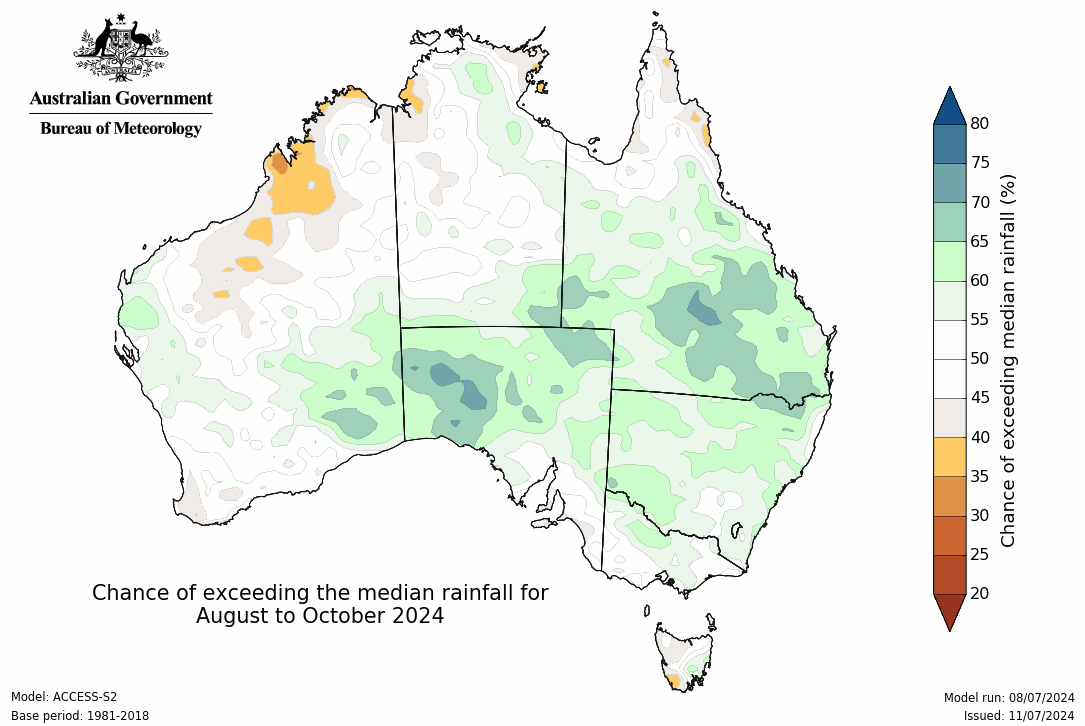 Australian Government
Bureau of Meteorology
80
75
70
65
60
55
50
45
40
35
30
25
20
Chance of exceeding median rainfall (%)
Chance of exceeding the median rainfall for
August to October 2024
Model: ACCESS-S2
Base period: 1981-2018
Model run: 08/07/2024
Issued: 11/07/2024